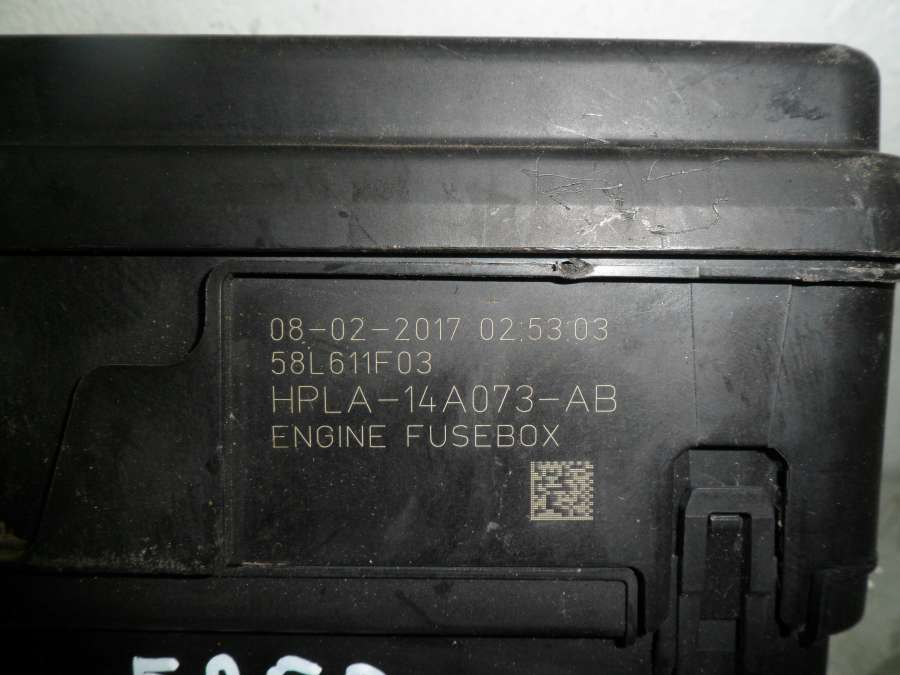 08-02-2017 02:53:03
58L611F03
HPLA-14A073-AB
ENGINE FUSEBOX